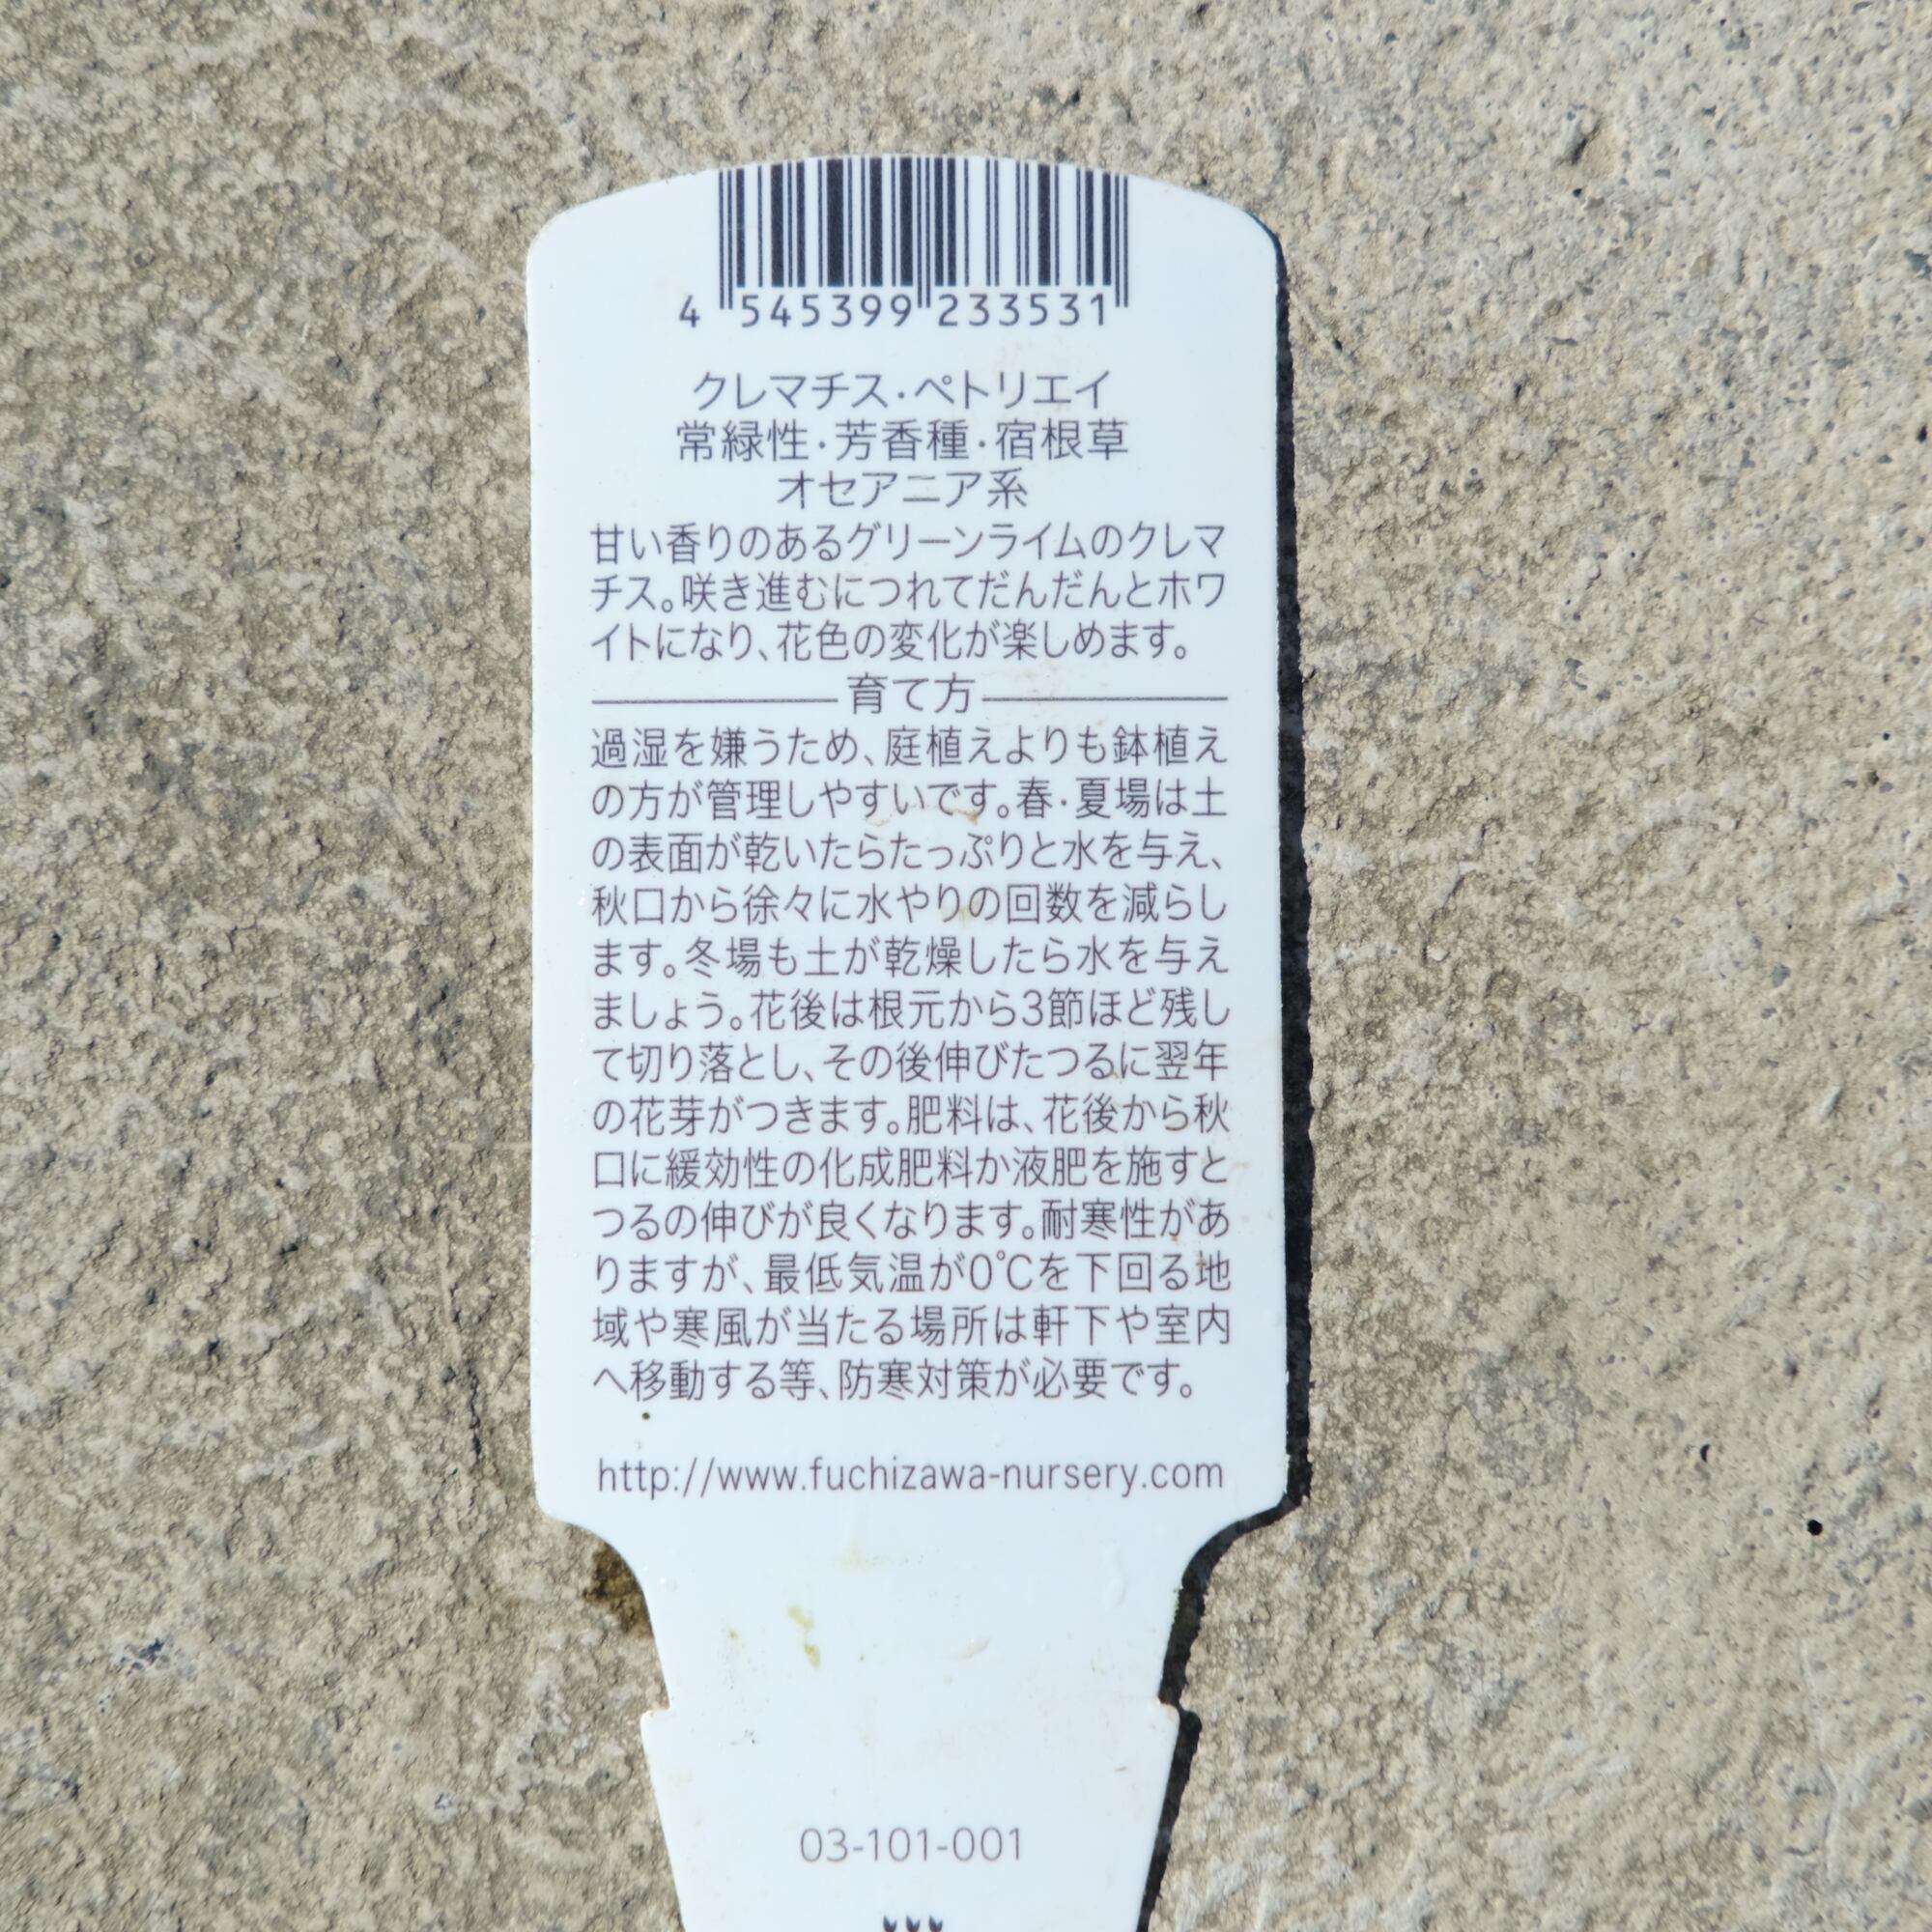 4 545399 233531
クレマチス・ペトリエイ
常緑性・芳香種・宿根草
オセアニア系
甘い香りのあるグリーンライムのクレマ
チス。咲き進むにつれてだんだんとホワ
イトになり、花色の変化が楽しめます。
育て方
過湿を嫌うため、庭植えよりも鉢植え
の方が管理しやすいです。春・夏場は土
の表面が乾いたらたっぷりと水を与え、
秋口から徐々に水やりの回数を減らし
ます。冬場も土が乾燥したら水を与え
ましょう。花後は根元から3節ほど残し
て切り落とし、その後伸びたつるに翌年
の花芽がつきます。肥料は、花後から秋
口に緩効性の化成肥料か液肥を施すと
つるの伸びが良くなります。耐寒性があ
りますが、最低気温が0℃を下回る地
域や寒風が当たる場所は軒下や室内
へ移動する等、防寒対策が必要です。
http://www.fuchizawa-nursery.com
03-101-001